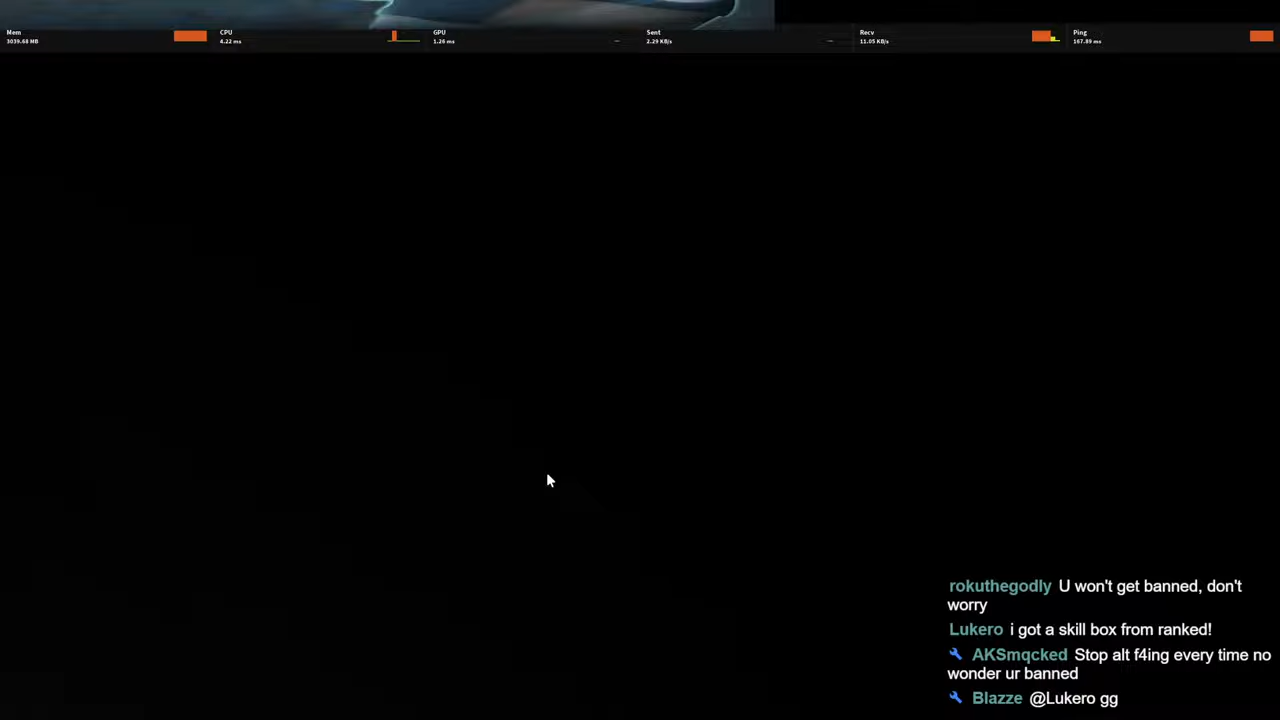 Mem CPU GPU Sent Recv Ping
3039.68 MB 4.22 ms 1.26 ms 2.29 KB/s 11.05 KB/s 167.89 ms
rokuthegodly U won't get banned, don't
worry
Lukero i got a skill box from ranked!
AKSmqcked Stop alt f4ing every time no
wonder ur banned
Blazze @Lukero gg